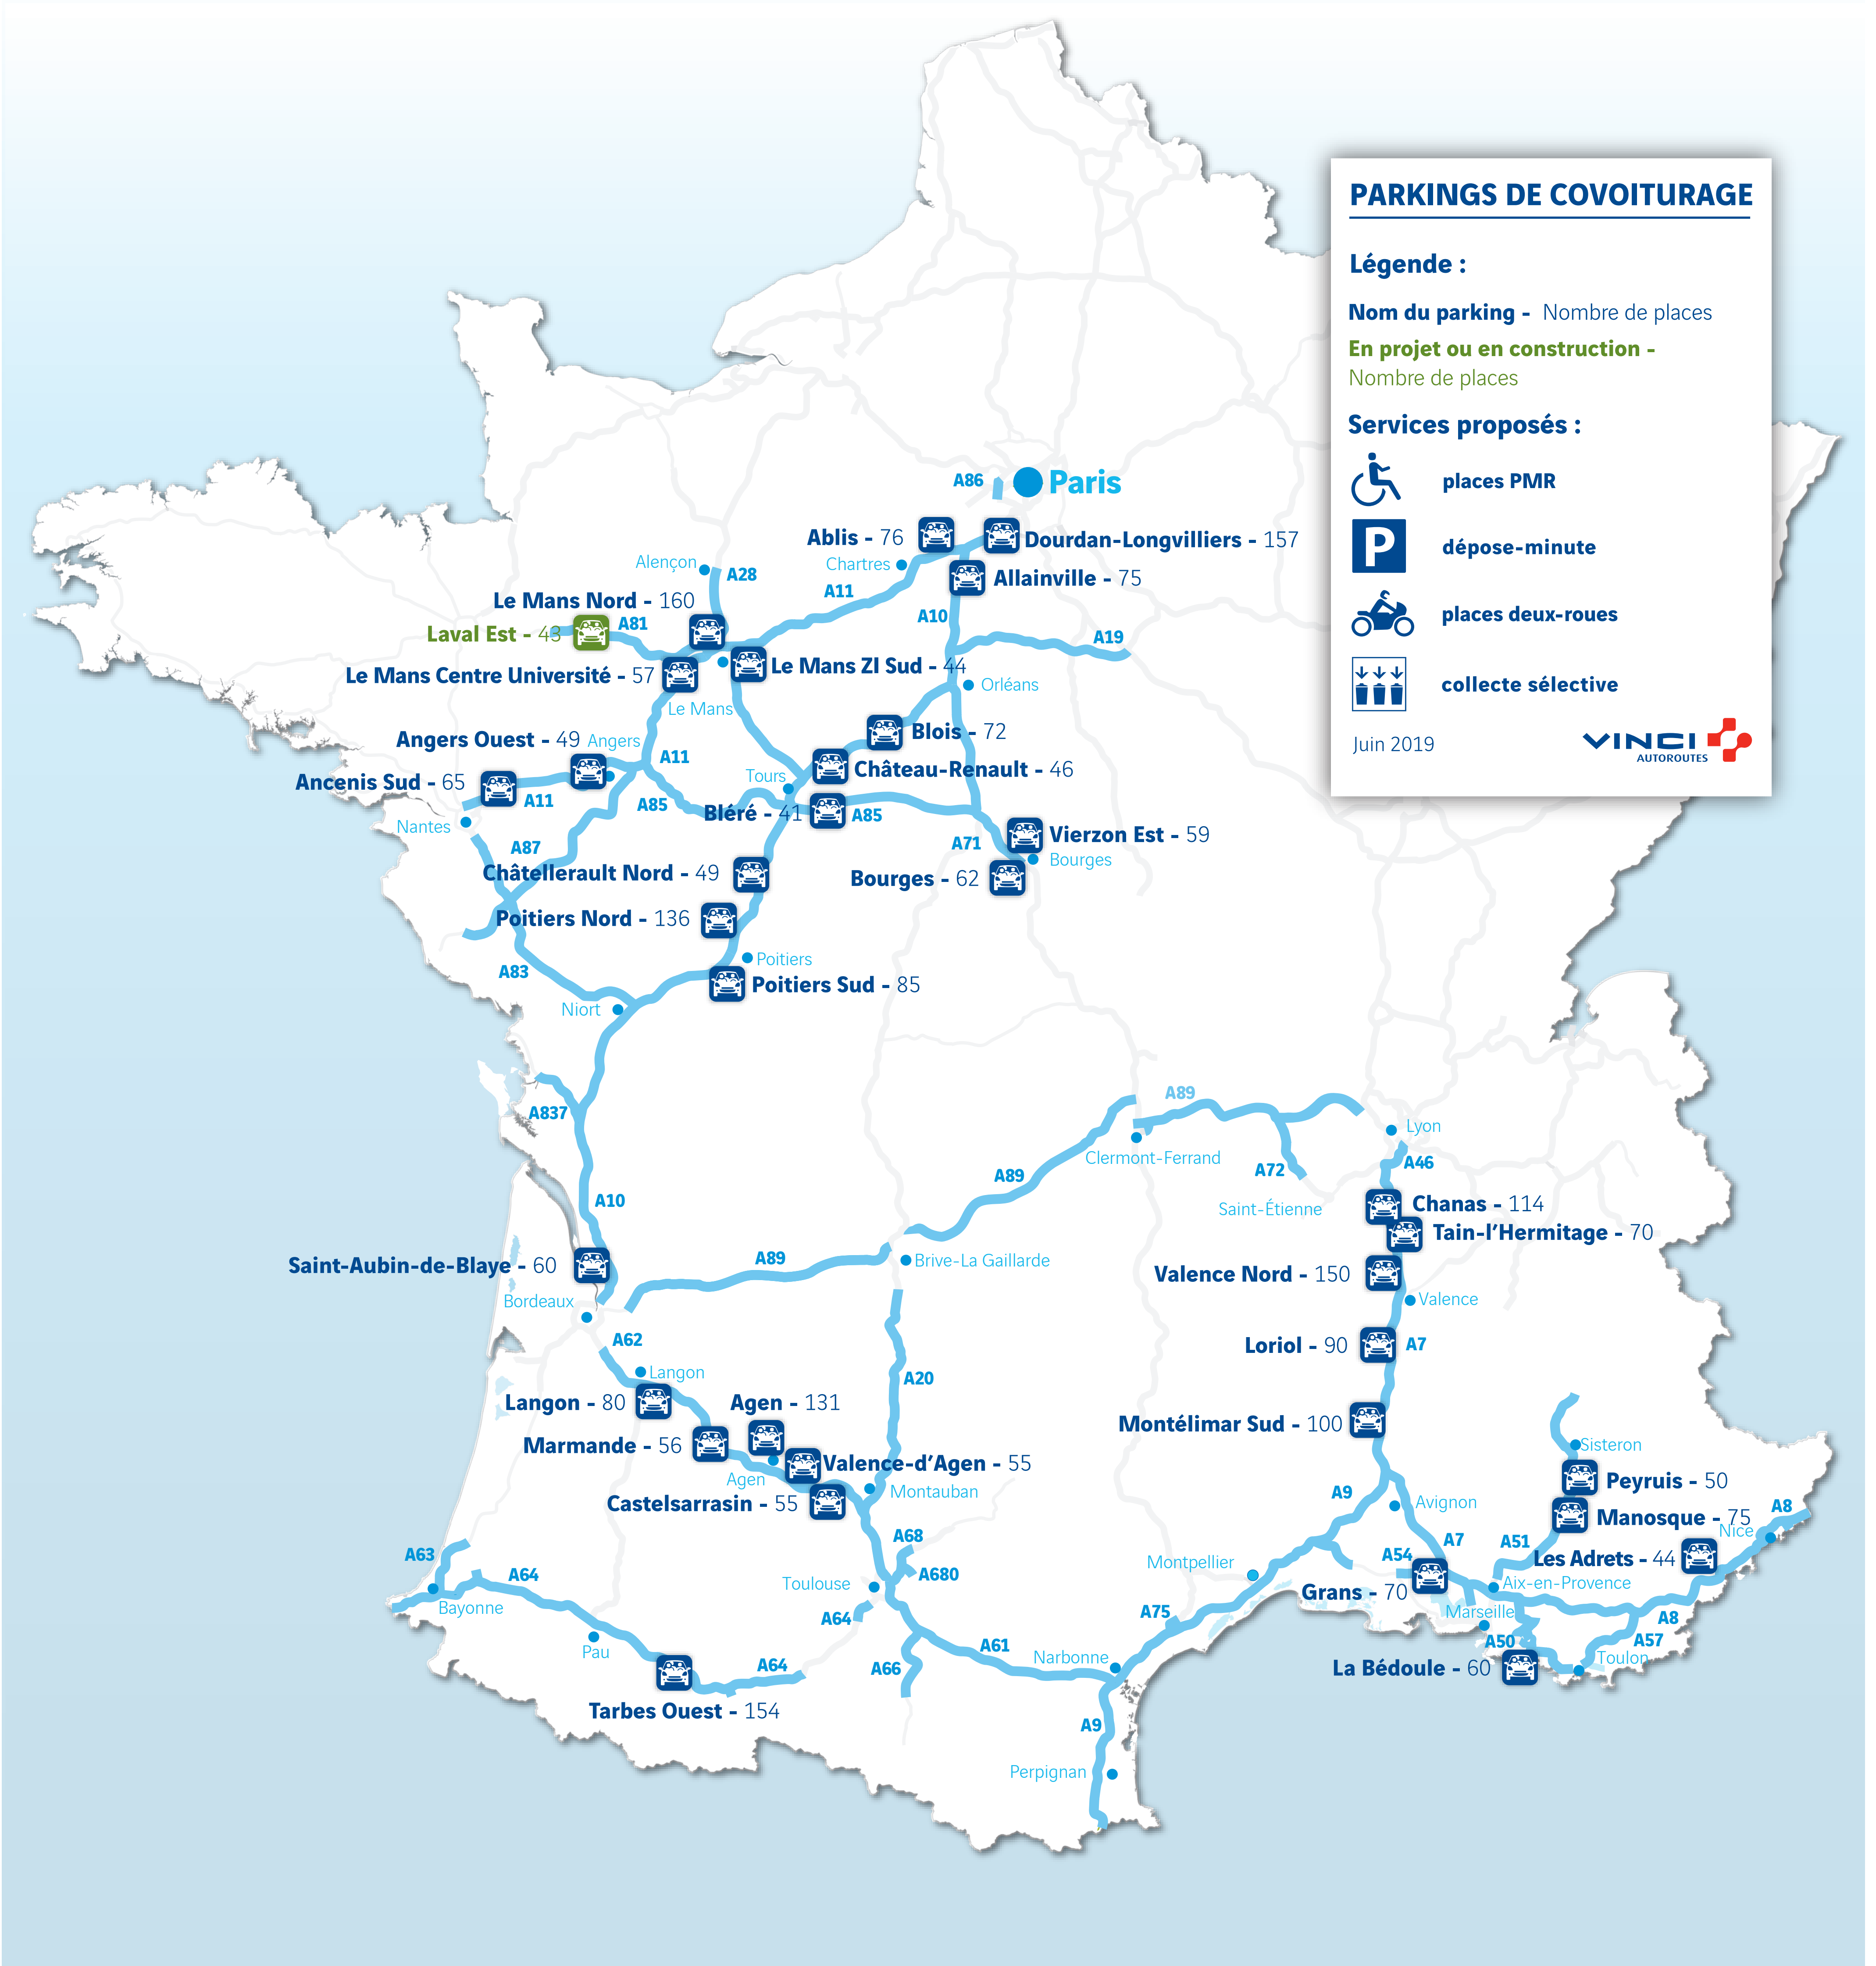 PARKINGS DE COVOITURAGE
Légende :
Nom du parking - Nombre de places
En projet ou en construction -
Nombre de places
Services proposés :
places PMR
P
dépose-minute
places deux-roues
collecte sélective
Juin 2019
VINCI
AUTOROUTES
A86
Paris
Ablis - 76
Dourdan-Longvilliers - 157
Chartres
Alençon
A28
Allainville - 75
A11
Le Mans Nord - 160
A10
Laval Est - 43
A81
A19
Le Mans Centre Université - 57
Le Mans ZI Sud - 44
Orléans
Le Mans
Blois - 72
Angers Ouest - 49
Angers
A11
Château-Renault - 46
Tours
Ancenis Sud - 65
A11
A85
Bléré - 41
A85
Nantes
Vierzon Est - 59
A87
A71
Bourges
Châtellerault Nord - 49
Bourges - 62
Poitiers Nord - 136
Poitiers
A83
Poitiers Sud - 85
Niort
A837
A89
Lyon
Clermont-Ferrand
A46
A72
A89
A10
Saint-Étienne
Chanas - 114
Tain-l’Hermitage - 70
Saint-Aubin-de-Blaye - 60
A89
Brive-La Gaillarde
Valence Nord - 150
Bordeaux
Valence
A62
Loriol - 90
A7
Langon
A20
Langon - 80
Agen - 131
Montélimar Sud - 100
Marmande - 56
Sisteron
Valence-d’Agen - 55
Agen
Peyruis - 50
Castelsarrasin - 55
Montauban
A9
Avignon
Manosque - 75
A8
Nice
A68
A7
A51
A63
A54
Les Adrets - 44
A64
A680
Montpellier
Toulouse
Grans - 70
Aix-en-Provence
Bayonne
A64
A75
Marseille
A8
Pau
A61
A50
A57
Narbonne
Toulon
A64
A66
La Bédoule - 60
Tarbes Ouest - 154
A9
Perpignan